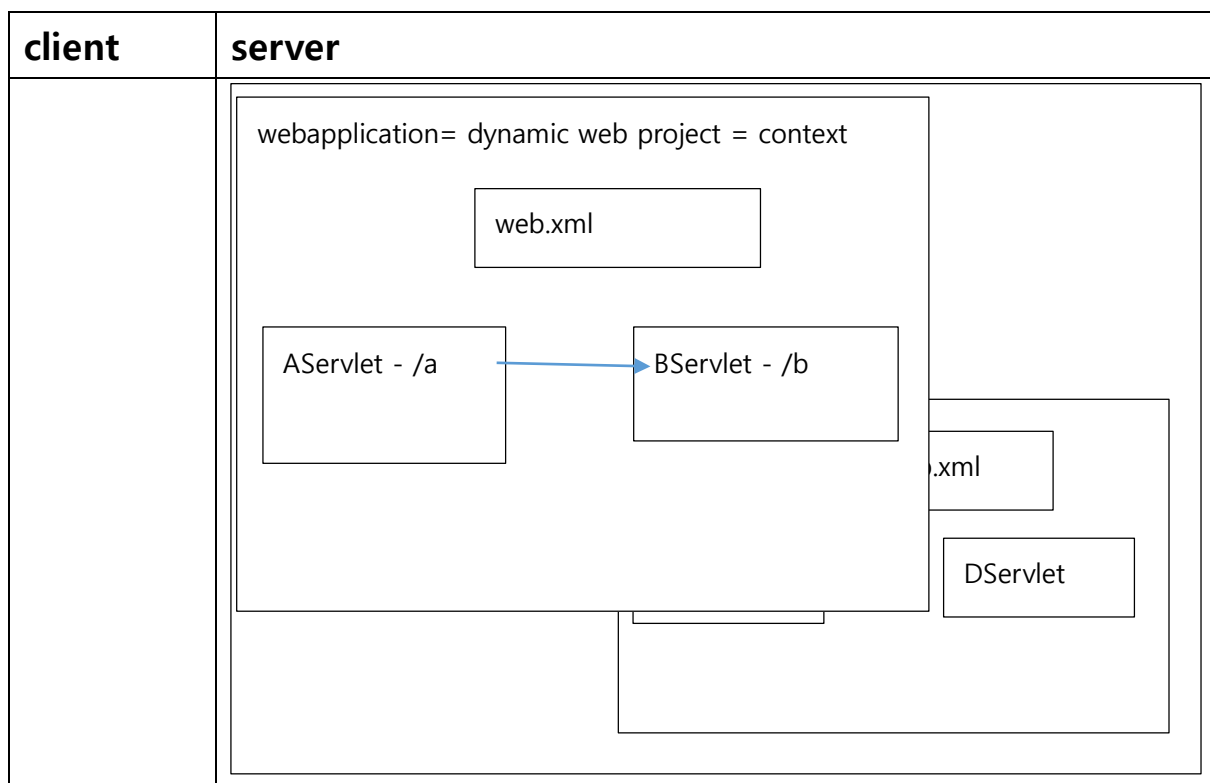 client
server
webapplication= dynamic web project = context
web.xml
AServlet - /a
BServlet - /b
.xml
DServlet